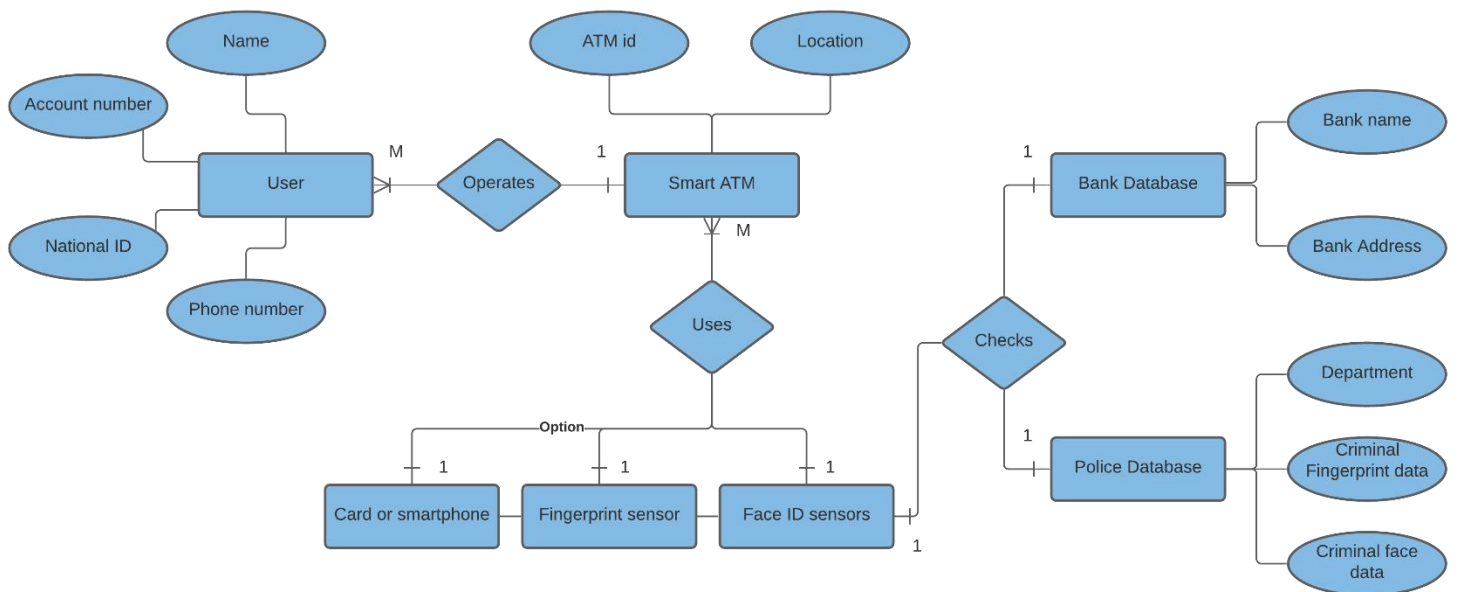 Name
ATM id
Location
Account number
Bank name
M
1
1
User
Operates
Smart ATM
Bank Database
M
National ID
Bank Address
Phone number
Uses
Checks
Department
Option
1
Criminal
Fingerprint data
Police Database
1
1
1
Card or smartphone
Fingerprint sensor
Face ID sensors
1
Criminal face
data